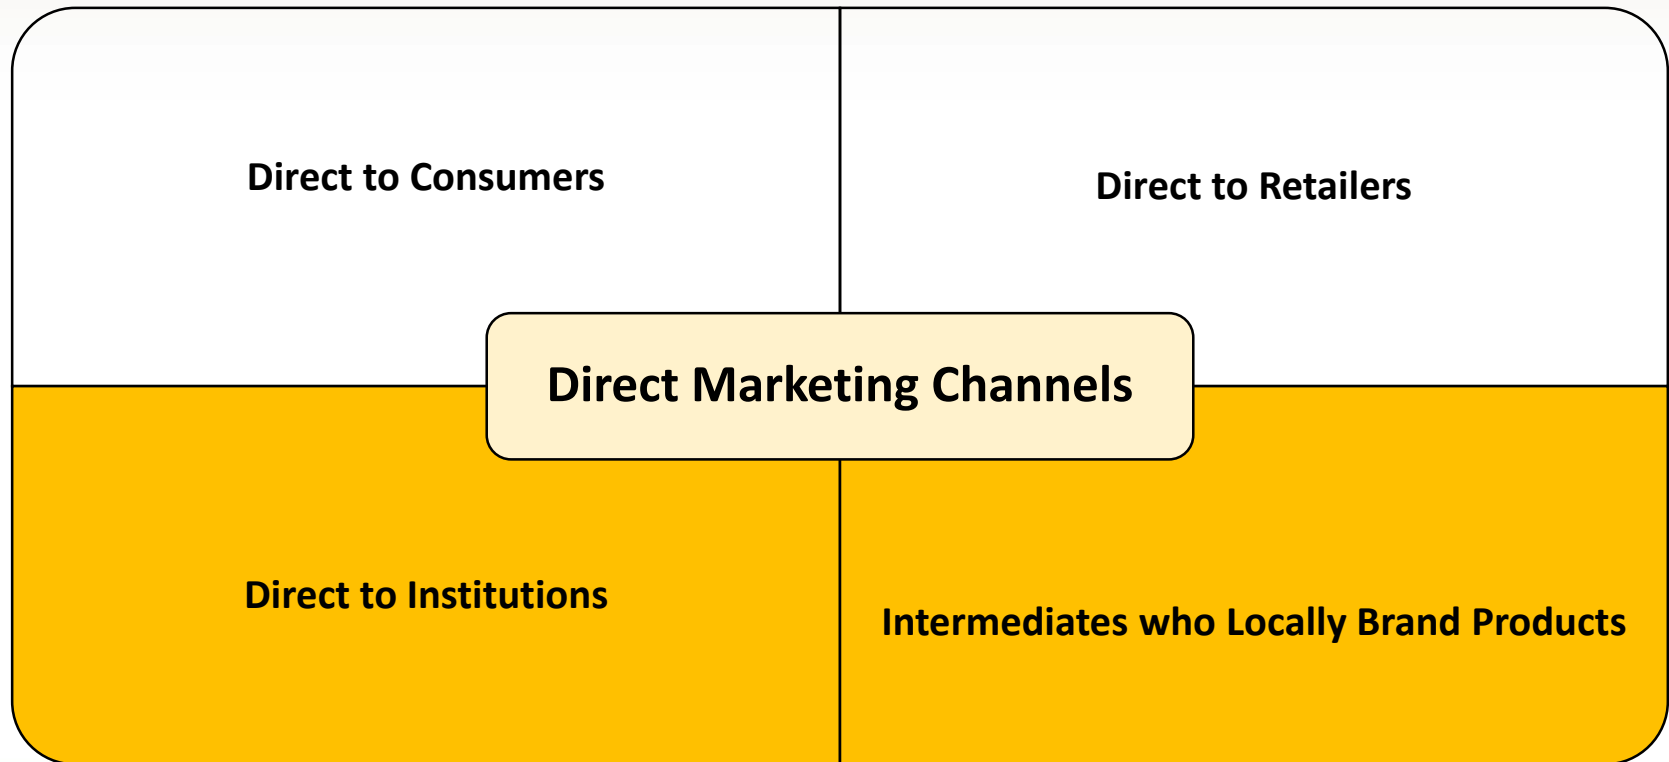 Direct to Consumers
Direct to Retailers
Direct Marketing Channels
Direct to Institutions
Intermediates who Locally Brand Products